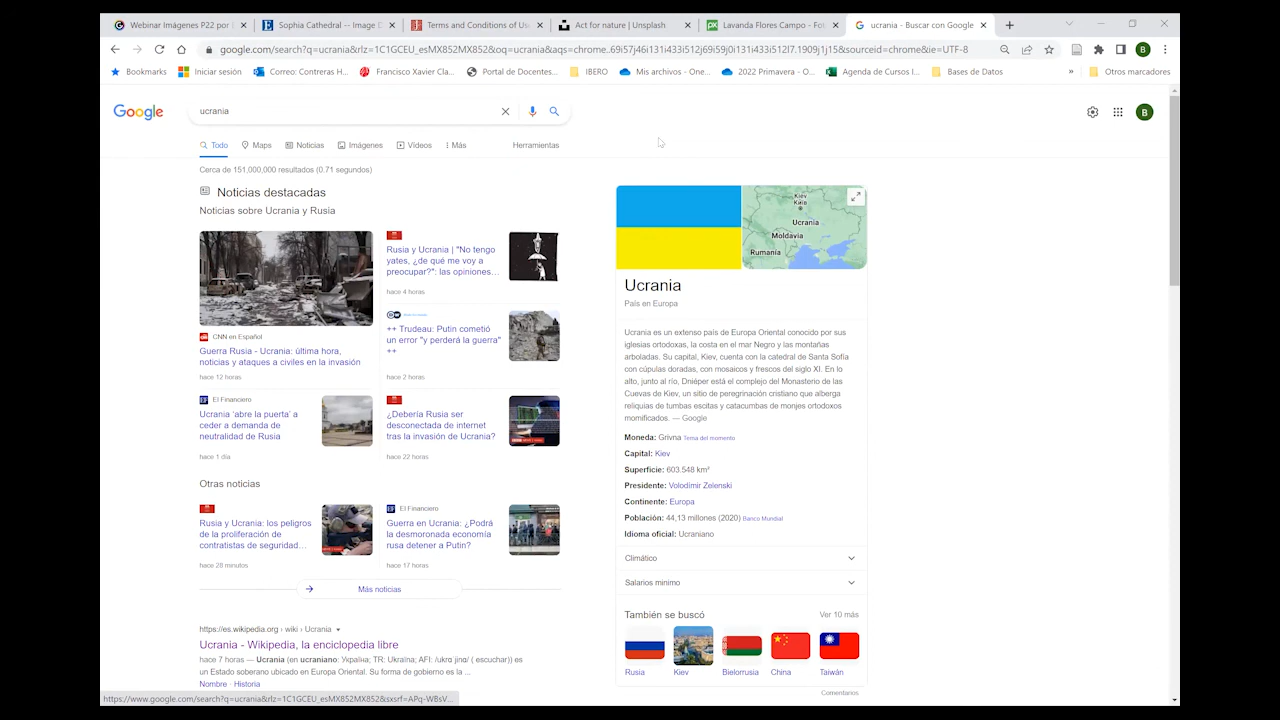 Webinar Imágenes P22 por
Sophia Cathedral -- Image D
Terms and Conditions of Us
Act for nature | Unsplash
Lavanda Flores Campo - Fo
ucrania - Buscar con Google
google.com/search?q=ucrania&rlz=1C1GCEU_esMX852MX852&oq=ucrania&aqs=chrome..69i57j46i131i433i512j69i59j0i131i433i512l7.1909j1j15&sourceid=chrome&ie=UTF-8
B
Bookmarks
Iniciar sesión
Correo: Contreras H...
Francisco Xavier Cla...
Portal de Docentes...
IBERO
Mis archivos - One...
2022 Primavera - O...
Agenda de Cursos I...
Bases de Datos
»
Otros marcadores
Google
ucrania
B
Todo
Maps
Noticias
Imágenes
Vídeos
Más
Herramientas
Cerca de 151,000,000 resultados (0.71 segundos)
Noticias destacadas
Noticias sobre Ucrania y Rusia
CNN en Español
Guerra Rusia - Ucrania: última hora,
noticias y ataques a civiles en la invasión
hace 12 horas
Rusia y Ucrania | "No tengo
yates, ¿de qué me voy a
preocupar?": las opiniones...
hace 4 horas
++ Trudeau: Putin cometió
un error "y perderá la guerra"
++
hace 2 horas
El Financiero
Ucrania 'abre la puerta' a
ceder a demanda de
neutralidad de Rusia
hace 1 día
¿Debería Rusia ser
desconectada de internet
tras la invasión de Ucrania?
hace 22 horas
Otras noticias
Rusia y Ucrania: los peligros
de la proliferación de
contratistas de seguridad...
hace 28 minutos
El Financiero
Guerra en Ucrania: ¿Podrá
la desmoronada economía
rusa detener a Putin?
hace 17 horas
Más noticias
https://es.wikipedia.org › wiki › Ucrania
Ucrania - Wikipedia, la enciclopedia libre
hace 7 horas — Ucrania (en ucraniano: Україна; TR: Ukraïna; AFI: /ukrɑ jinɑ/ ( escuchar)) es
un Estado soberano ubicado en Europa Oriental. Su forma de gobierno es la ...
Nombre · Historia
https://www.google.com/search?q=ucrania&rlz=1C1GCEU_esMX852MX852&sxsrf=APq-WBsV...
Kiev
Київ
Ucrania
Moldavia
Rumanía
Ucrania
País en Europa
Ucrania es un extenso país de Europa Oriental conocido por sus
iglesias ortodoxas, la costa en el mar Negro y las montañas
arboladas. Su capital, Kiev, cuenta con la catedral de Santa Sofía
con cúpulas doradas, con mosaicos y frescos del siglo XI. En lo
alto, junto al río, Dniéper está el complejo del Monasterio de las
Cuevas de Kiev, un sitio de peregrinación cristiano que alberga
reliquias de tumbas escitas y catacumbas de monjes ortodoxos
momificados. — Google
Moneda: Grivna Tema del momento
Capital: Kiev
Superficie: 603.548 km²
Presidente: Volodímir Zelenski
Continente: Europa
Población: 44,13 millones (2020) Banco Mundial
Idioma oficial: Ucraniano
Climático
Salarios minimo
También se buscó
Ver 10 más
Rusia
Kiev
Bielorrusia
China
Taiwán
Comentarios